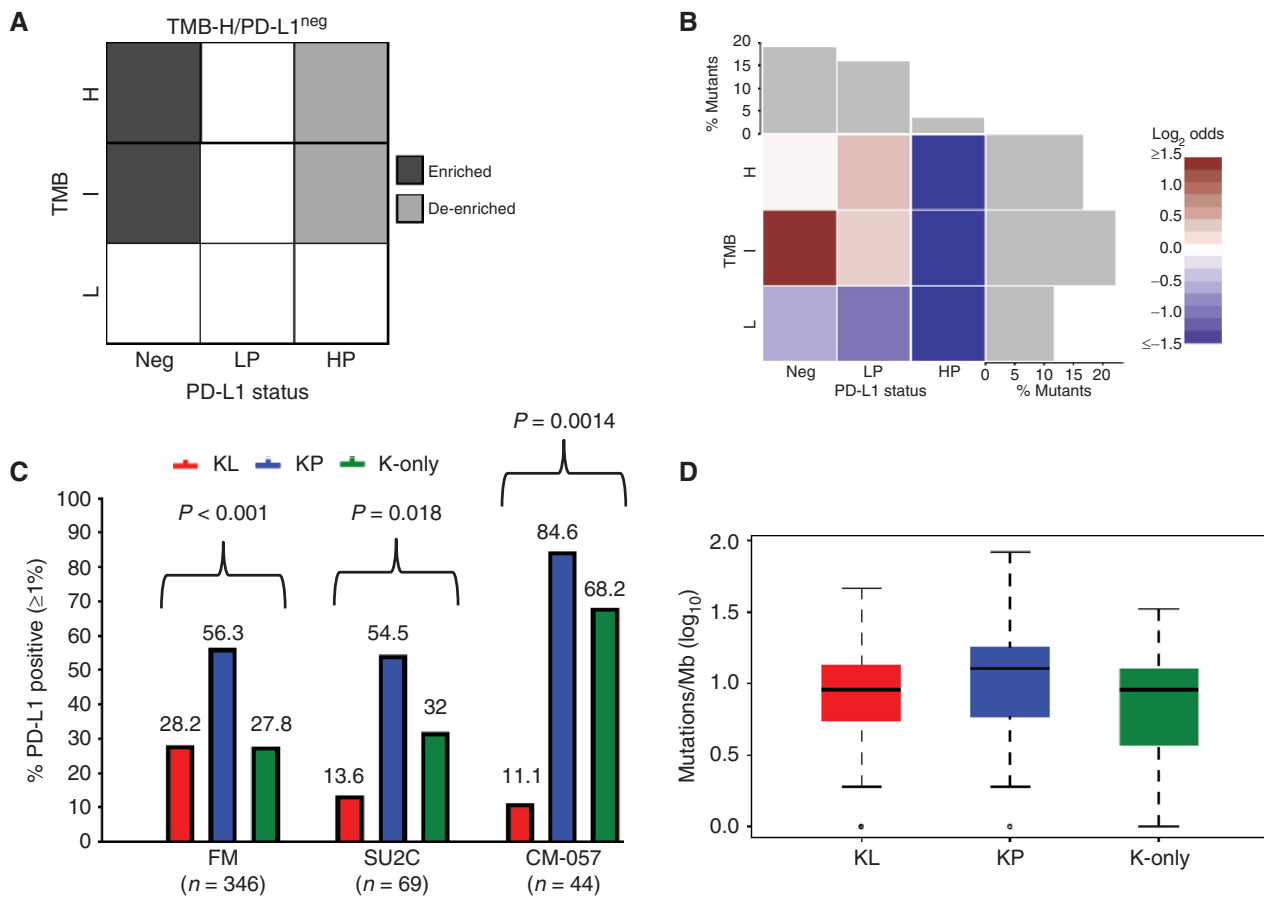 A
TMB-H/PD-L1neg
H
I
L
TMB
Neg LP HP
PD-L1 status
Enriched
De-enriched
B
% Mutants
20
15
10
5
0
H
I
L
TMB
Neg LP HP
PD-L1 status
0 5 10 15 20
% Mutants
Log2 odds
≥1.5
1.0
0.5
0.0
−0.5
−1.0
≤−1.5
C
KL KP K-only
% PD-L1 positive (≥1%)
100
90
80
70
60
50
40
30
20
10
0
P < 0.001
P = 0.018
P = 0.0014
28.2 56.3 27.8
13.6 54.5 32
11.1 84.6 68.2
FM SU2C CM-057
(n = 346) (n = 69) (n = 44)
D
Mutations/Mb (log10)
2.0
1.5
1.0
0.5
0.0
KL KP K-only